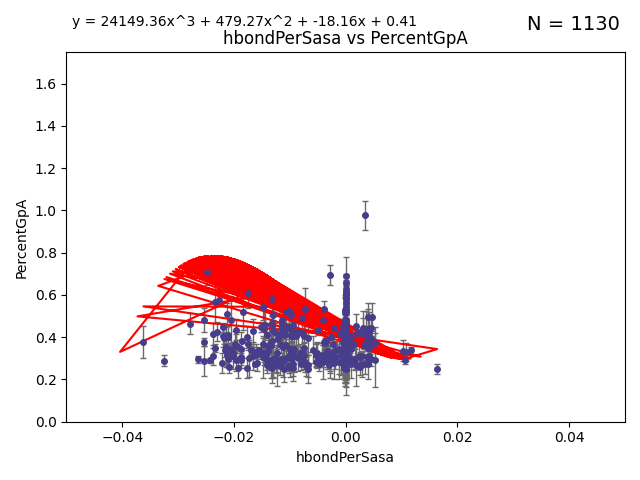 y = 24149.36x^3 + 479.27x^2 + -18.16x + 0.41
N = 1130
hbondPerSasa vs PercentGpA
1.6
1.4
1.2
1.0
0.8
0.6
0.4
0.2
0.0
PercentGpA
−0.04 −0.02 0.00 0.02 0.04
hbondPerSasa